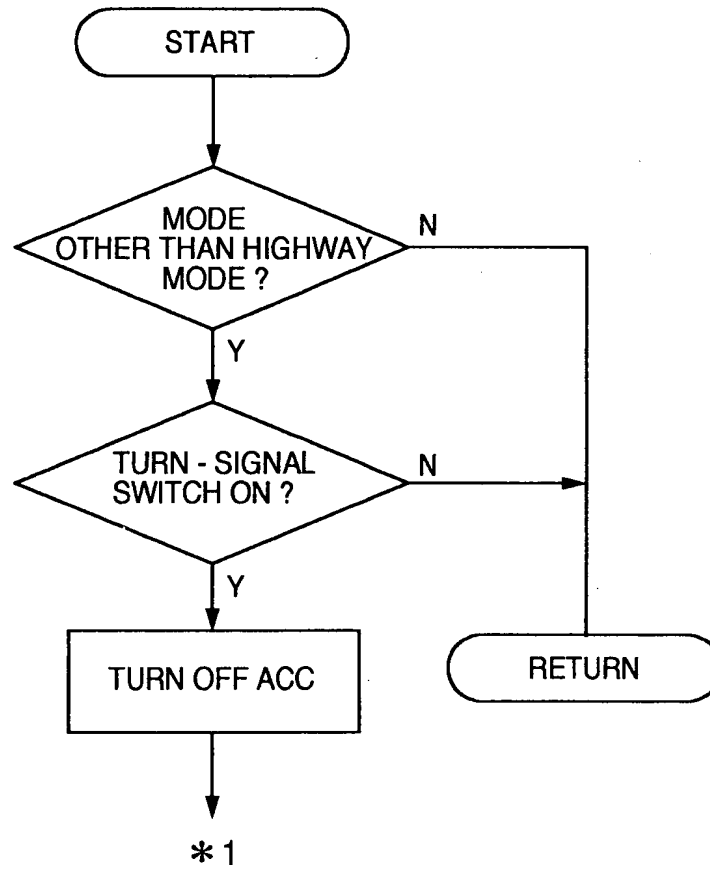 START
MODE
OTHER THAN HIGHWAY
MODE ?
N
Y
TURN - SIGNAL
SWITCH ON ?
N
Y
TURN OFF ACC
RETURN
*1